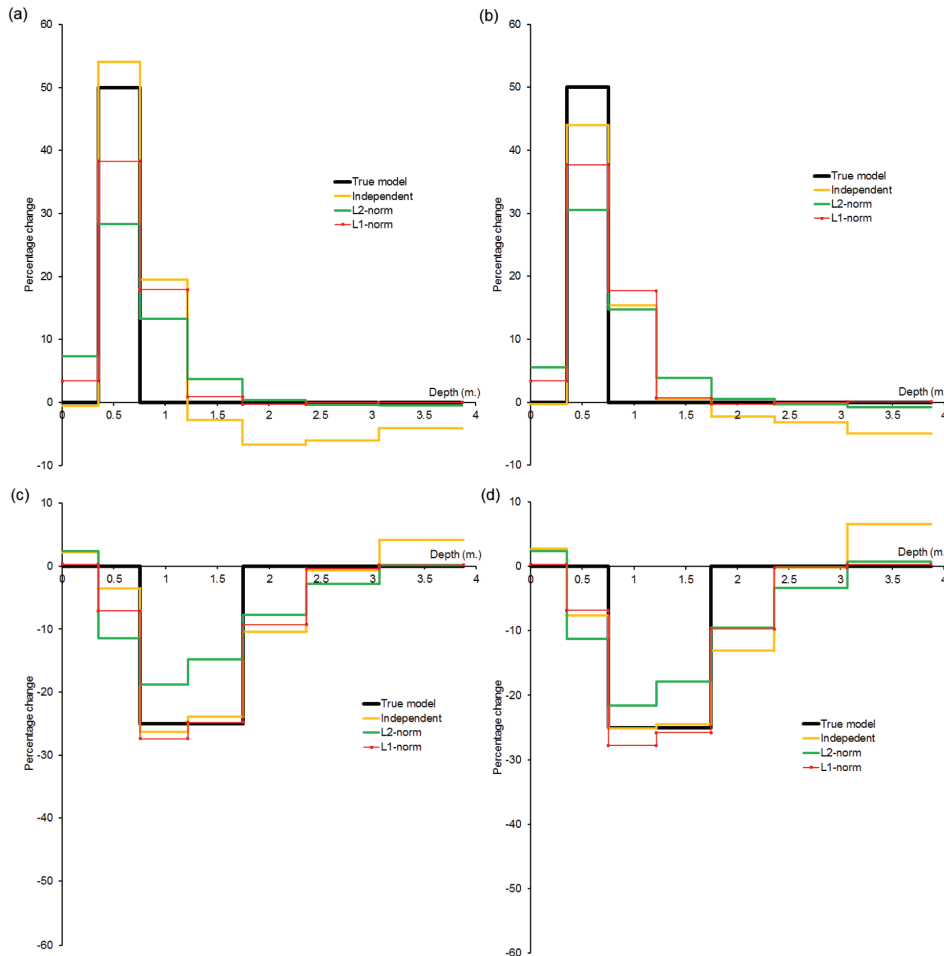 (a)
60
50
40
30
20
10
0
-10
Percentage change
True model
Independent
L2-norm
L1-norm
Depth (m.)
0 0.5 1 1.5 2 2.5 3 3.5 4
(b)
60
50
40
30
20
10
0
-10
Percentage change
True model
Independent
L2-norm
L1-norm
Depth (m.)
0 0.5 1 1.5 2 2.5 3 3.5 4
(c)
10
0
-10
-20
-30
-40
-50
-60
Percentage change
Depth (m.)
0 0.5 1 1.5 2 2.5 3 3.5 4
True model
Independent
L2-norm
L1-norm
(d)
10
0
-10
-20
-30
-40
-50
-60
Percentage change
Depth (m.)
0 0.5 1 1.5 2 2.5 3 3.5 4
True model
Indepedent
L2-norm
L1-norm